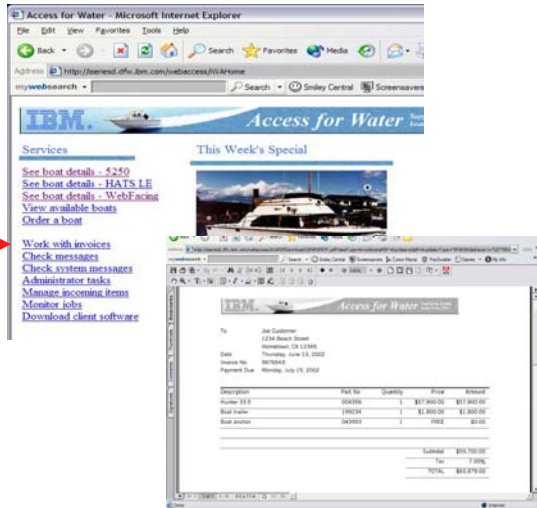 Access for Water - Microsoft Internet Explorer
File Edit View Favorites Tools Help
Back Search Favorites Media
Address http://iseriesd.dfw.ibm.com/webaccess/iWAHome
mywebsearch Search Smiley Central Screensavers
IBM. Access for Water
Services
This Week's Special
See boat details - 5250
See boat details - HATS LE
See boat details - WebFacing
View available boats
Order a boat
Work with invoices
Check messages
Check system messages
Administrator tasks
Manage incoming items
Monitor jobs
Download client software
IBM. Access for Water
To Joe Customer
1234 Beach Street
Hometown, CA 12345
Date Thursday, June 13, 2002
Invoice No 9876543
Payment Due Monday, July 15, 2002
Description Part No Quantity Price Amount
Hunter 33.5 004356 1 $57,900.00 $57,900.00
Boat trailer 199234 1 $1,800.00 $1,800.00
Boat anchor 043993 1 FREE $0.00
Subtotal $59,700.00
Tax 7.00%
TOTAL $63,879.00